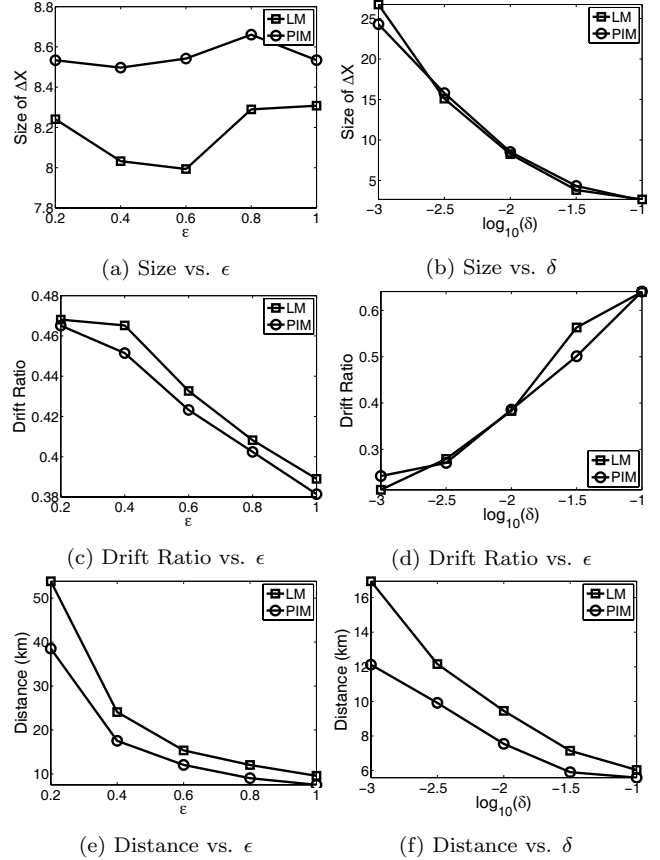 8.8
8.6
8.4
8.2
8
7.8
Size of ΔX
LM
PIM
0.2 0.4 0.6 0.8 1
ε
(a) Size vs. ϵ
25
20
15
10
5
Size of ΔX
LM
PIM
−3 −2.5 −2 −1.5 −1
log10(δ)
(b) Size vs. δ
0.48
0.46
0.44
0.42
0.4
0.38
Drift Ratio
LM
PIM
0.2 0.4 0.6 0.8 1
ε
(c) Drift Ratio vs. ϵ
0.6
0.5
0.4
0.3
Drift Ratio
LM
PIM
−3 −2.5 −2 −1.5 −1
log10(δ)
(d) Drift Ratio vs. ϵ
50
40
30
20
10
Distance (km)
LM
PIM
0.2 0.4 0.6 0.8 1
ε
(e) Distance vs. ϵ
16
14
12
10
8
6
Distance (km)
LM
PIM
−3 −2.5 −2 −1.5 −1
log10(δ)
(f) Distance vs. δ